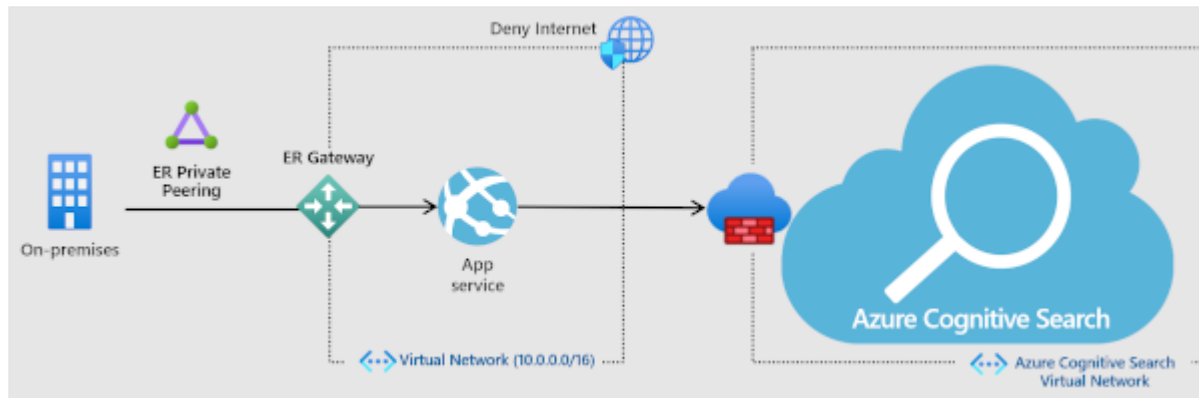 Deny Internet
ER Private
Peering
ER Gateway
On-premises
App
service
Azure Cognitive Search
Virtual Network (10.0.0.0/16)
Azure Cognitive Search
Virtual Network